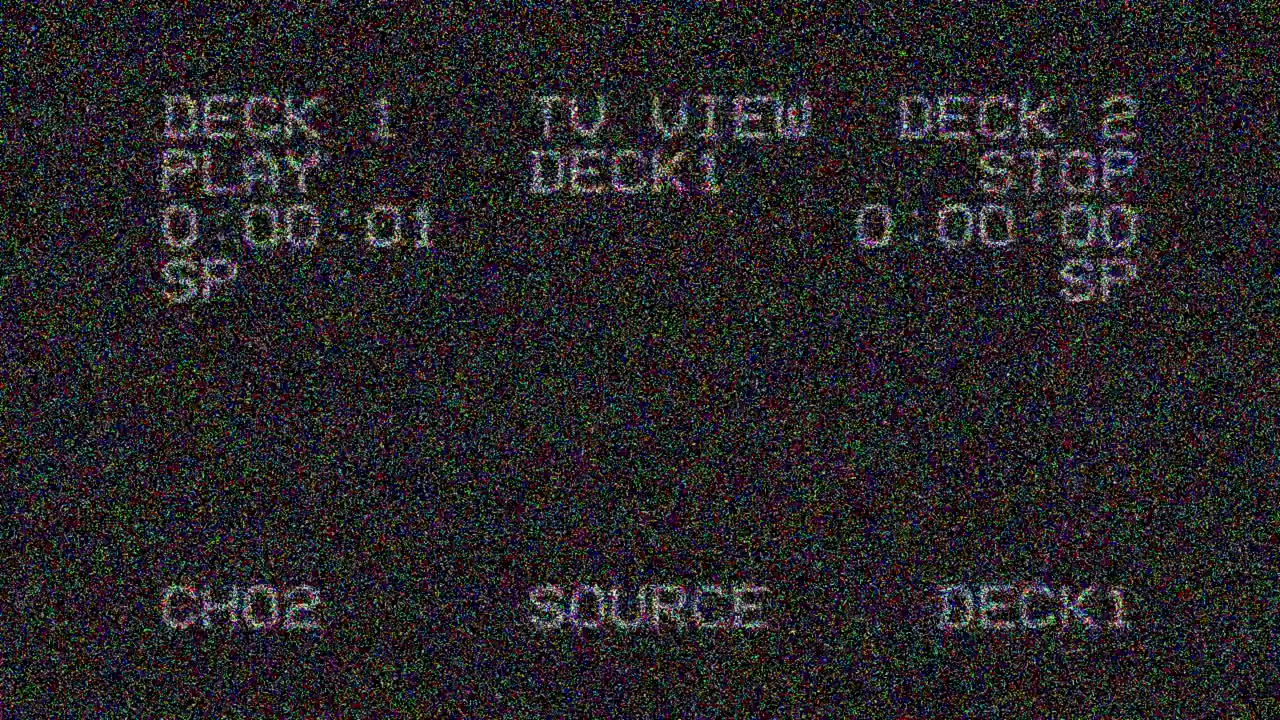 DECK 1 TV VIEW DECK 2
PLAY DECK1 STOP
0:00:01 0:00:00
SP SP
CH02 SOURCE DECK1